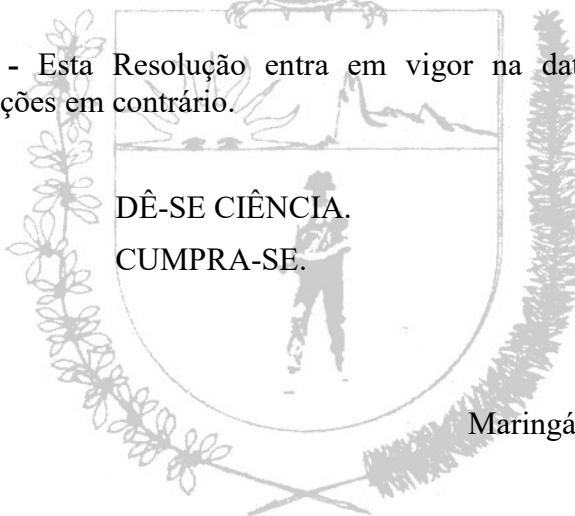 - Esta Resolução entra em vigor na dat
ções em contrário.
DÊ-SE CIÊNCIA.
CUMPRA-SE.
Maringá